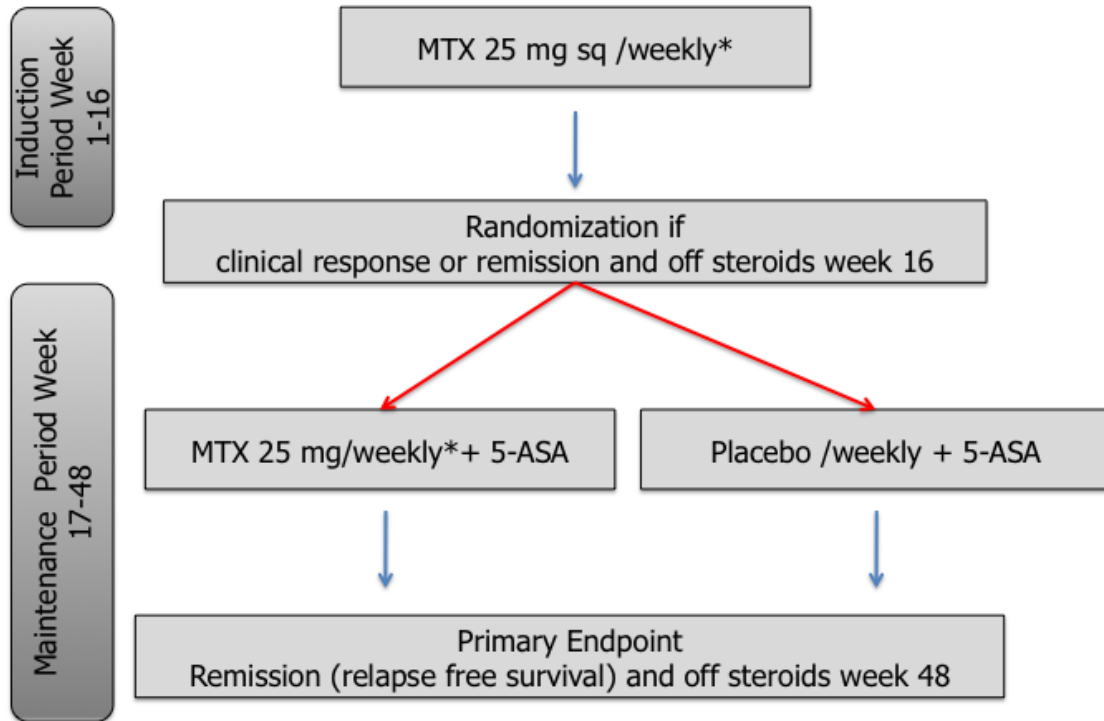 Induction
Period Week
1-16
MTX 25 mg sq /weekly*
Randomization if
clinical response or remission and off steroids week 16
Maintenance Period Week
17-48
MTX 25 mg/weekly*+ 5-ASA
Placebo /weekly + 5-ASA
Primary Endpoint
Remission (relapse free survival) and off steroids week 48